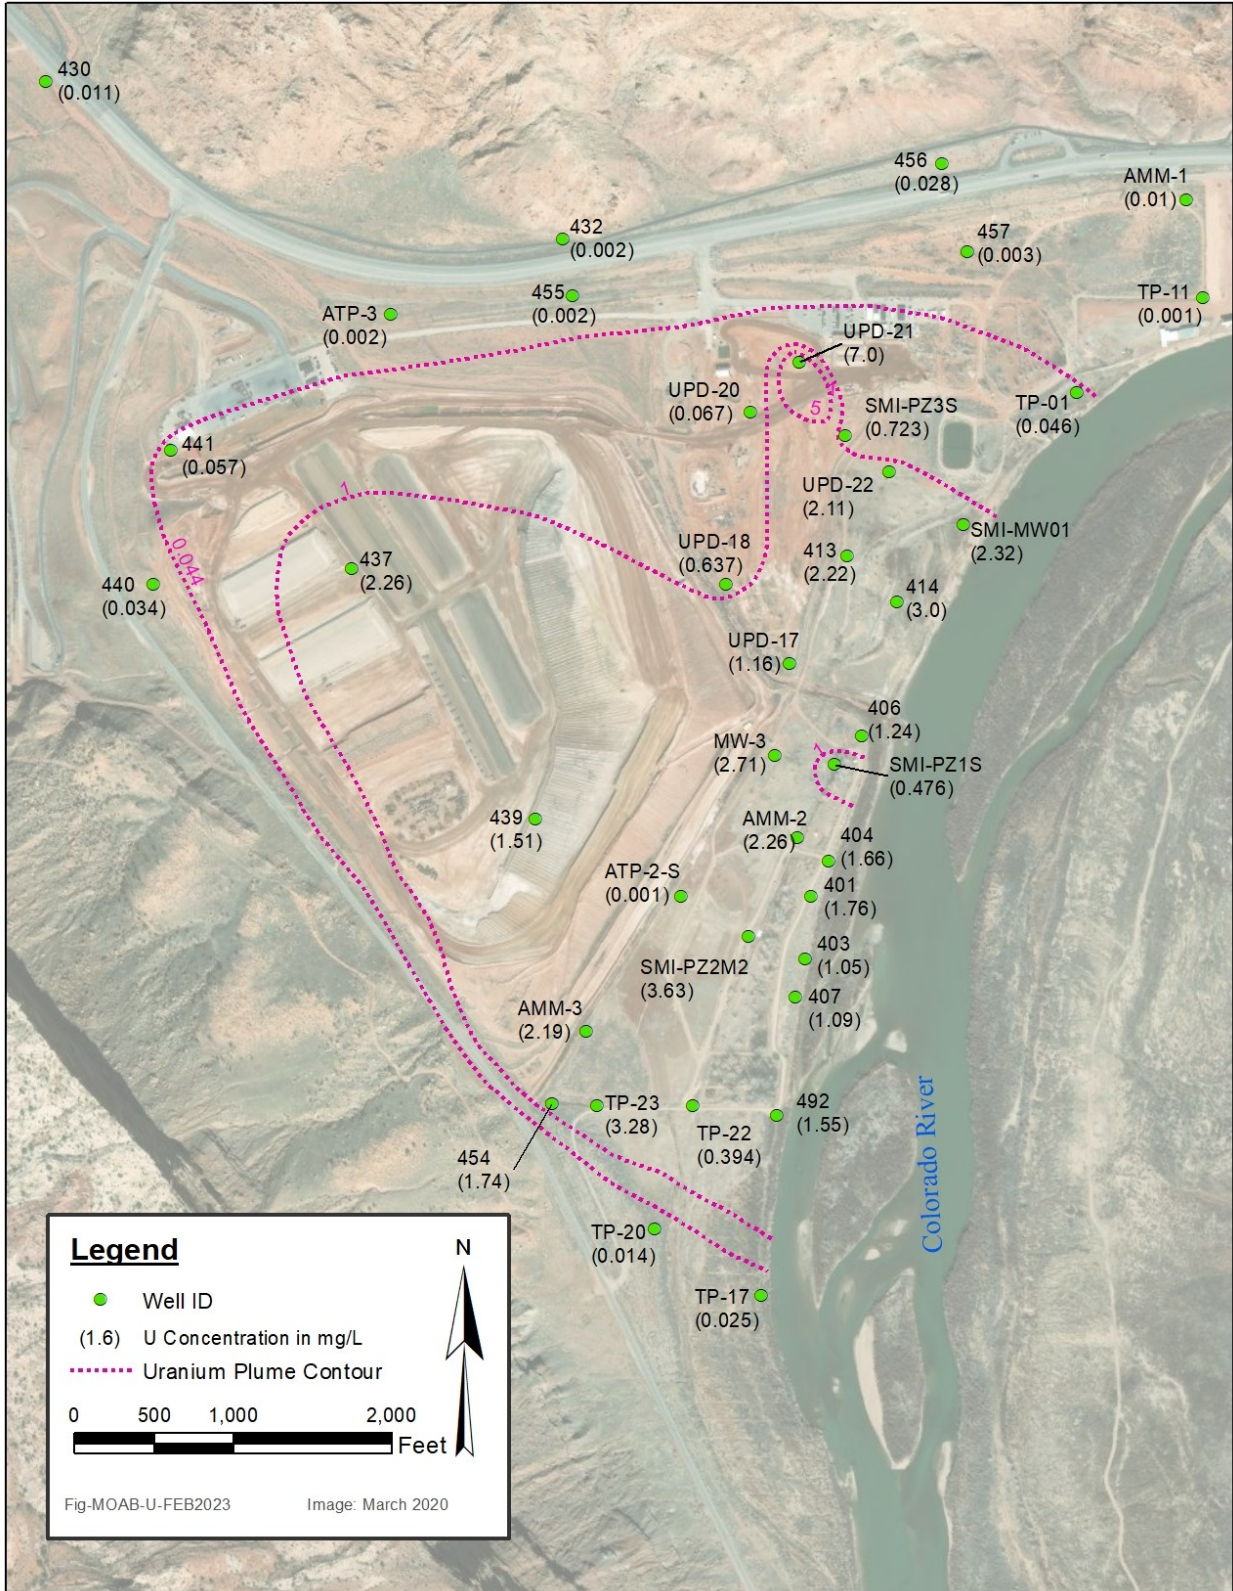 430
(0.011)
456
(0.028)
AMM-1
(0.01)
432
(0.002)
457
(0.003)
455
(0.002)
TP-11
(0.001)
ATP-3
(0.002)
UPD-21
(7.0)
UPD-20
(0.067)
1
5
SMI-PZ3S
(0.723)
TP-01
(0.046)
441
(0.057)
UPD-22
(2.11)
1
0.044
SMI-MW01
(2.32)
437
(2.26)
UPD-18
(0.637)
413
(2.22)
440
(0.034)
414
(3.0)
UPD-17
(1.16)
406
(1.24)
MW-3
(2.71)
1
SMI-PZ1S
(0.476)
439
(1.51)
AMM-2
(2.26)
404
(1.66)
ATP-2-S
(0.001)
401
(1.76)
403
(1.05)
SMI-PZ2M2
(3.63)
407
(1.09)
AMM-3
(2.19)
TP-23
(3.28)
492
(1.55)
TP-22
(0.394)
454
(1.74)
Colorado River
TP-20
(0.014)
TP-17
(0.025)
Legend
N
Well ID
(1.6) U Concentration in mg/L
Uranium Plume Contour
0 500 1,000 2,000
Feet
Fig-MOAB-U-FEB2023 Image: March 2020